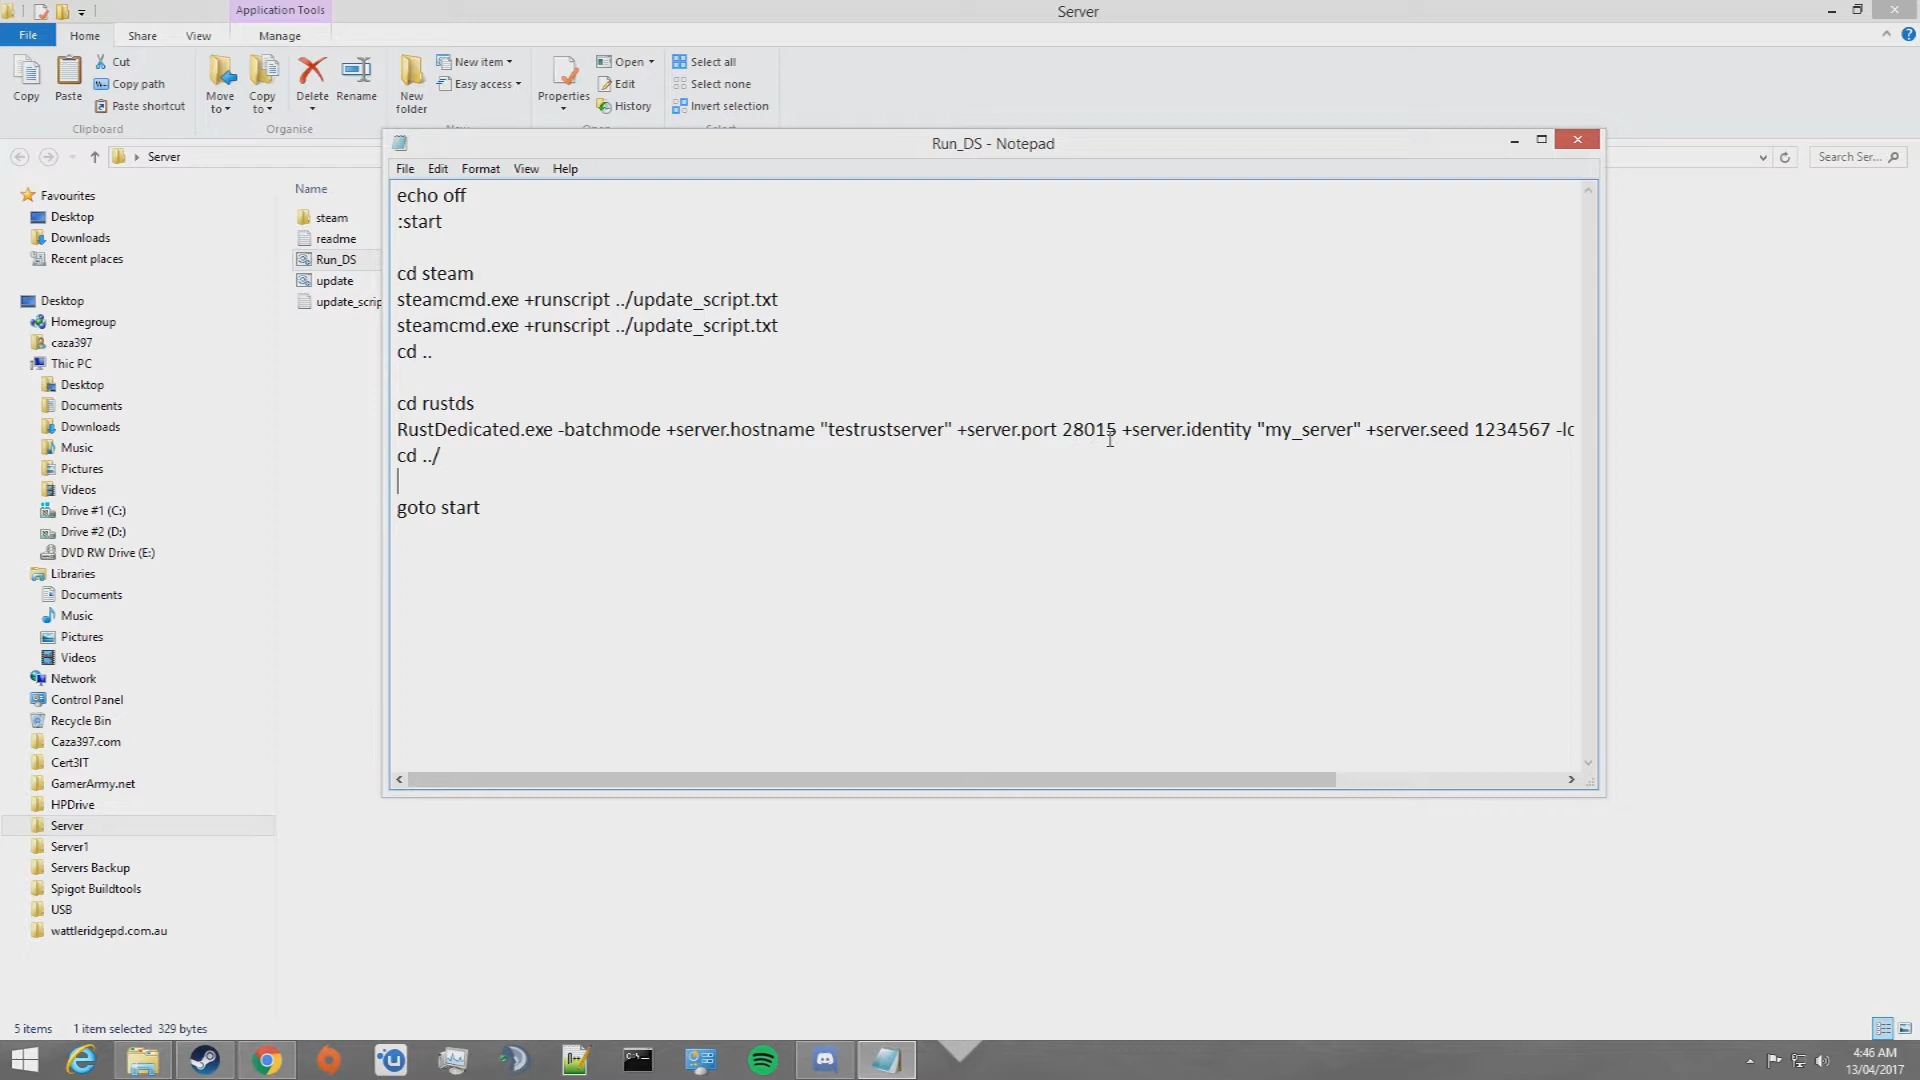 Application Tools
Server
File
Home
Share
View
Manage
Copy
Paste
Cut
Copy path
Paste shortcut
Clipboard
Move to
Copy to
Delete
Rename
Organise
New folder
New item
Easy access
Properties
Open
Edit
History
Select all
Select none
Invert selection
Server
Search Ser...
Favourites
Desktop
Downloads
Recent places
Desktop
Homegroup
caza397
Thic PC
Desktop
Documents
Downloads
Music
Pictures
Videos
Drive #1 (C:)
Drive #2 (D:)
DVD RW Drive (E:)
Libraries
Documents
Music
Pictures
Videos
Network
Control Panel
Recycle Bin
Caza397.com
Cert3IT
GamerArmy.net
HPDrive
Server
Server1
Servers Backup
Spigot Buildtools
USB
wattleridgepd.com.au
Name
steam
readme
Run_DS
update
update_scrip
Run_DS - Notepad
File Edit Format View Help
echo off
:start
cd steam
steamcmd.exe +runscript ../update_script.txt
steamcmd.exe +runscript ../update_script.txt
cd ..
cd rustds
RustDedicated.exe -batchmode +server.hostname "testrustserver" +server.port 28015 +server.identity "my_server" +server.seed 1234567 -lc
cd ../
goto start
5 items 1 item selected 329 bytes
4:46 AM
13/04/2017